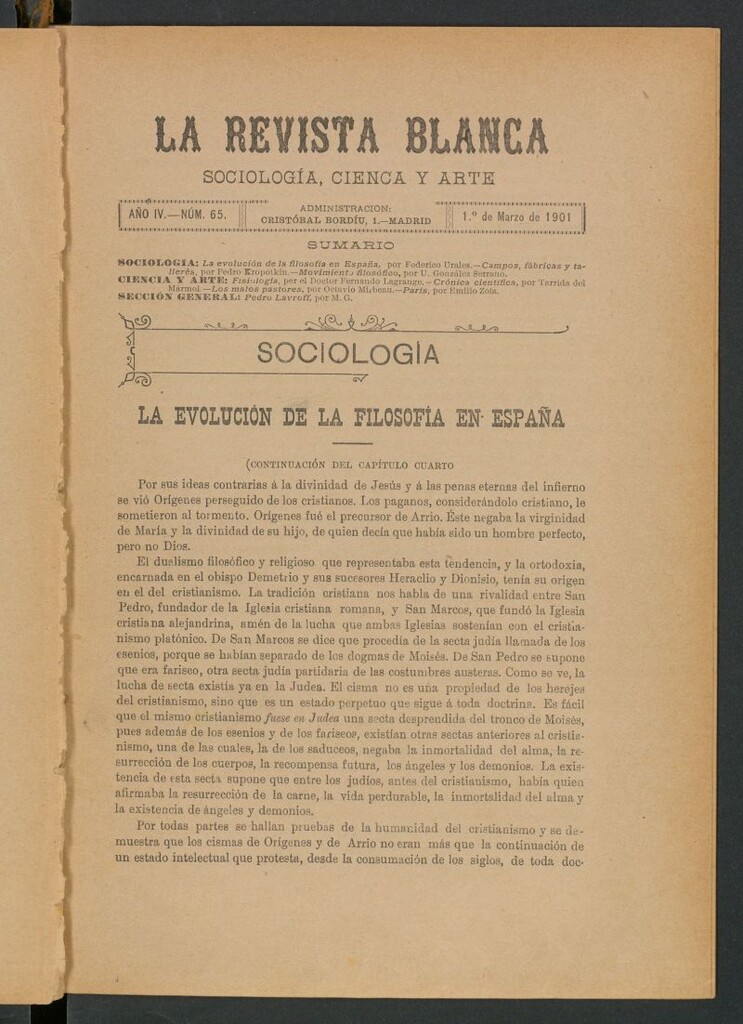 LA REVISTA BLANCA
SOCIOLOGÍA, CIENCA Y ARTE
AÑO IV.—NÚM. 65.
ADMINISTRACION:
CRISTÓBAL BORDÍU, 1.—MADRID
1.º de Marzo de 1901
SUMARIO
SOCIOLOGIA: La evolución de la filosofía en España, por Federico Urales.—Campos, fábricas y ta-
lleres, por Pedro Kropotkin.—Movimiento filosófico, por U. González Serrano.
CIENCIA Y ARTE: Fisiología, por el Doctor Fernando Lagrange.—Crónica científica, por Tarrida del
Mármol.—Los malos pastores, por Octavio Mirbeau.—París, por Emilio Zola.
SECCIÓN GENERAL: Pedro Lavroff, por M. G.
SOCIOLOGÍA
LA EVOLUCIÓN DE LA FILOSOFÍA EN ESPAÑA
(CONTINUACIÓN DEL CAPÍTULO CUARTO
Por sus ideas contrarias á la divinidad de Jesús y á las penas eternas del infierno
se vió Orígenes perseguido de los cristianos. Los paganos, considerándolo cristiano, le
sometieron al tormento. Orígenes fué el precursor de Arrio. Éste negaba la virginidad
de María y la divinidad de su hijo, de quien decía que había sido un hombre perfecto,
pero no Dios.
El dualismo filosófico y religioso que representaba esta tendencia, y la ortodoxia,
encarnada en el obispo Demetrio y sus sucesores Heraclio y Dionisio, tenía su origen
en el del cristianismo. La tradición cristiana nos habla de una rivalidad entre San
Pedro, fundador de la Iglesia cristiana romana, y San Marcos, que fundó la Iglesia
cristiana alejandrina, amén de la lucha que ambas Iglesias sostenían con el cristia-
nismo platónico. De San Marcos se dice que procedía de la secta judía llamada de los
esenios, porque se habían separado de los dogmas de Moisés. De San Pedro se supone
que era fariseo, otra secta judía partidaria de las costumbres austeras. Como se ve, la
lucha de secta existía ya en la Judea. El cisma no es una propiedad de los herejes
del cristianismo, sino que es un estado perpetuo que sigue á toda doctrina. Es fácil
que el mismo cristianismo fuese en Judea una secta desprendida del tronco de Moisés,
pues además de los esenios y de los fariseos, existían otras sectas anteriores al cristia-
nismo, una de las cuales, la de los saduceos, negaba la inmortalidad del alma, la re-
surrección de los cuerpos, la recompensa futura, los ángeles y los demonios. La exis-
tencia de esta secta supone que entre los judíos, antes del cristianismo, había quien
afirmaba la resurrección de la carne, la vida perdurable, la inmortalidad del alma y
la existencia de ángeles y demonios.
Por todas partes se hallan pruebas de la humanidad del cristianismo y se de-
muestra que los cismas de Orígenes y de Arrio no eran más que la continuación de
un estado intelectual que protesta, desde la consumación de los siglos, de toda doc-